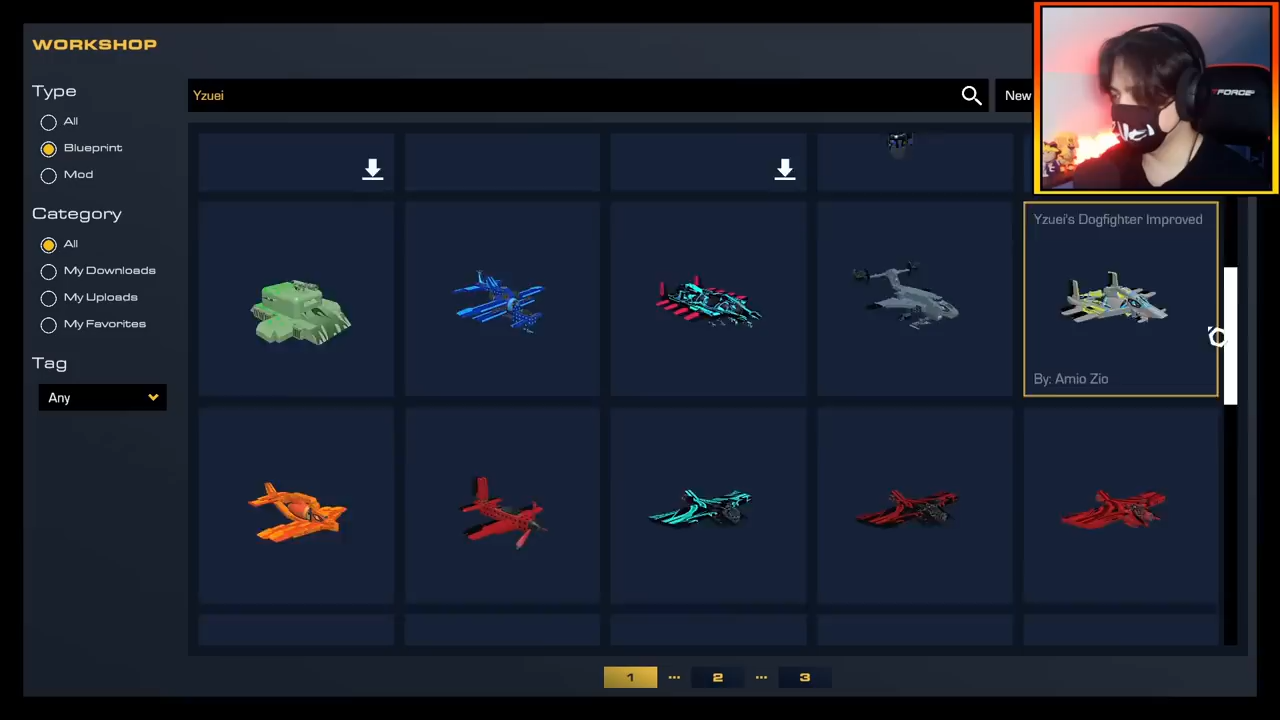 WORKSHOP
Type
All
Blueprint
Mod
Category
All
My Downloads
My Uploads
My Favorites
Tag
Any
Yzuei
New
Yzuei's Dogfighter Improved
By: Amio Zio
1 ... 2 ... 3